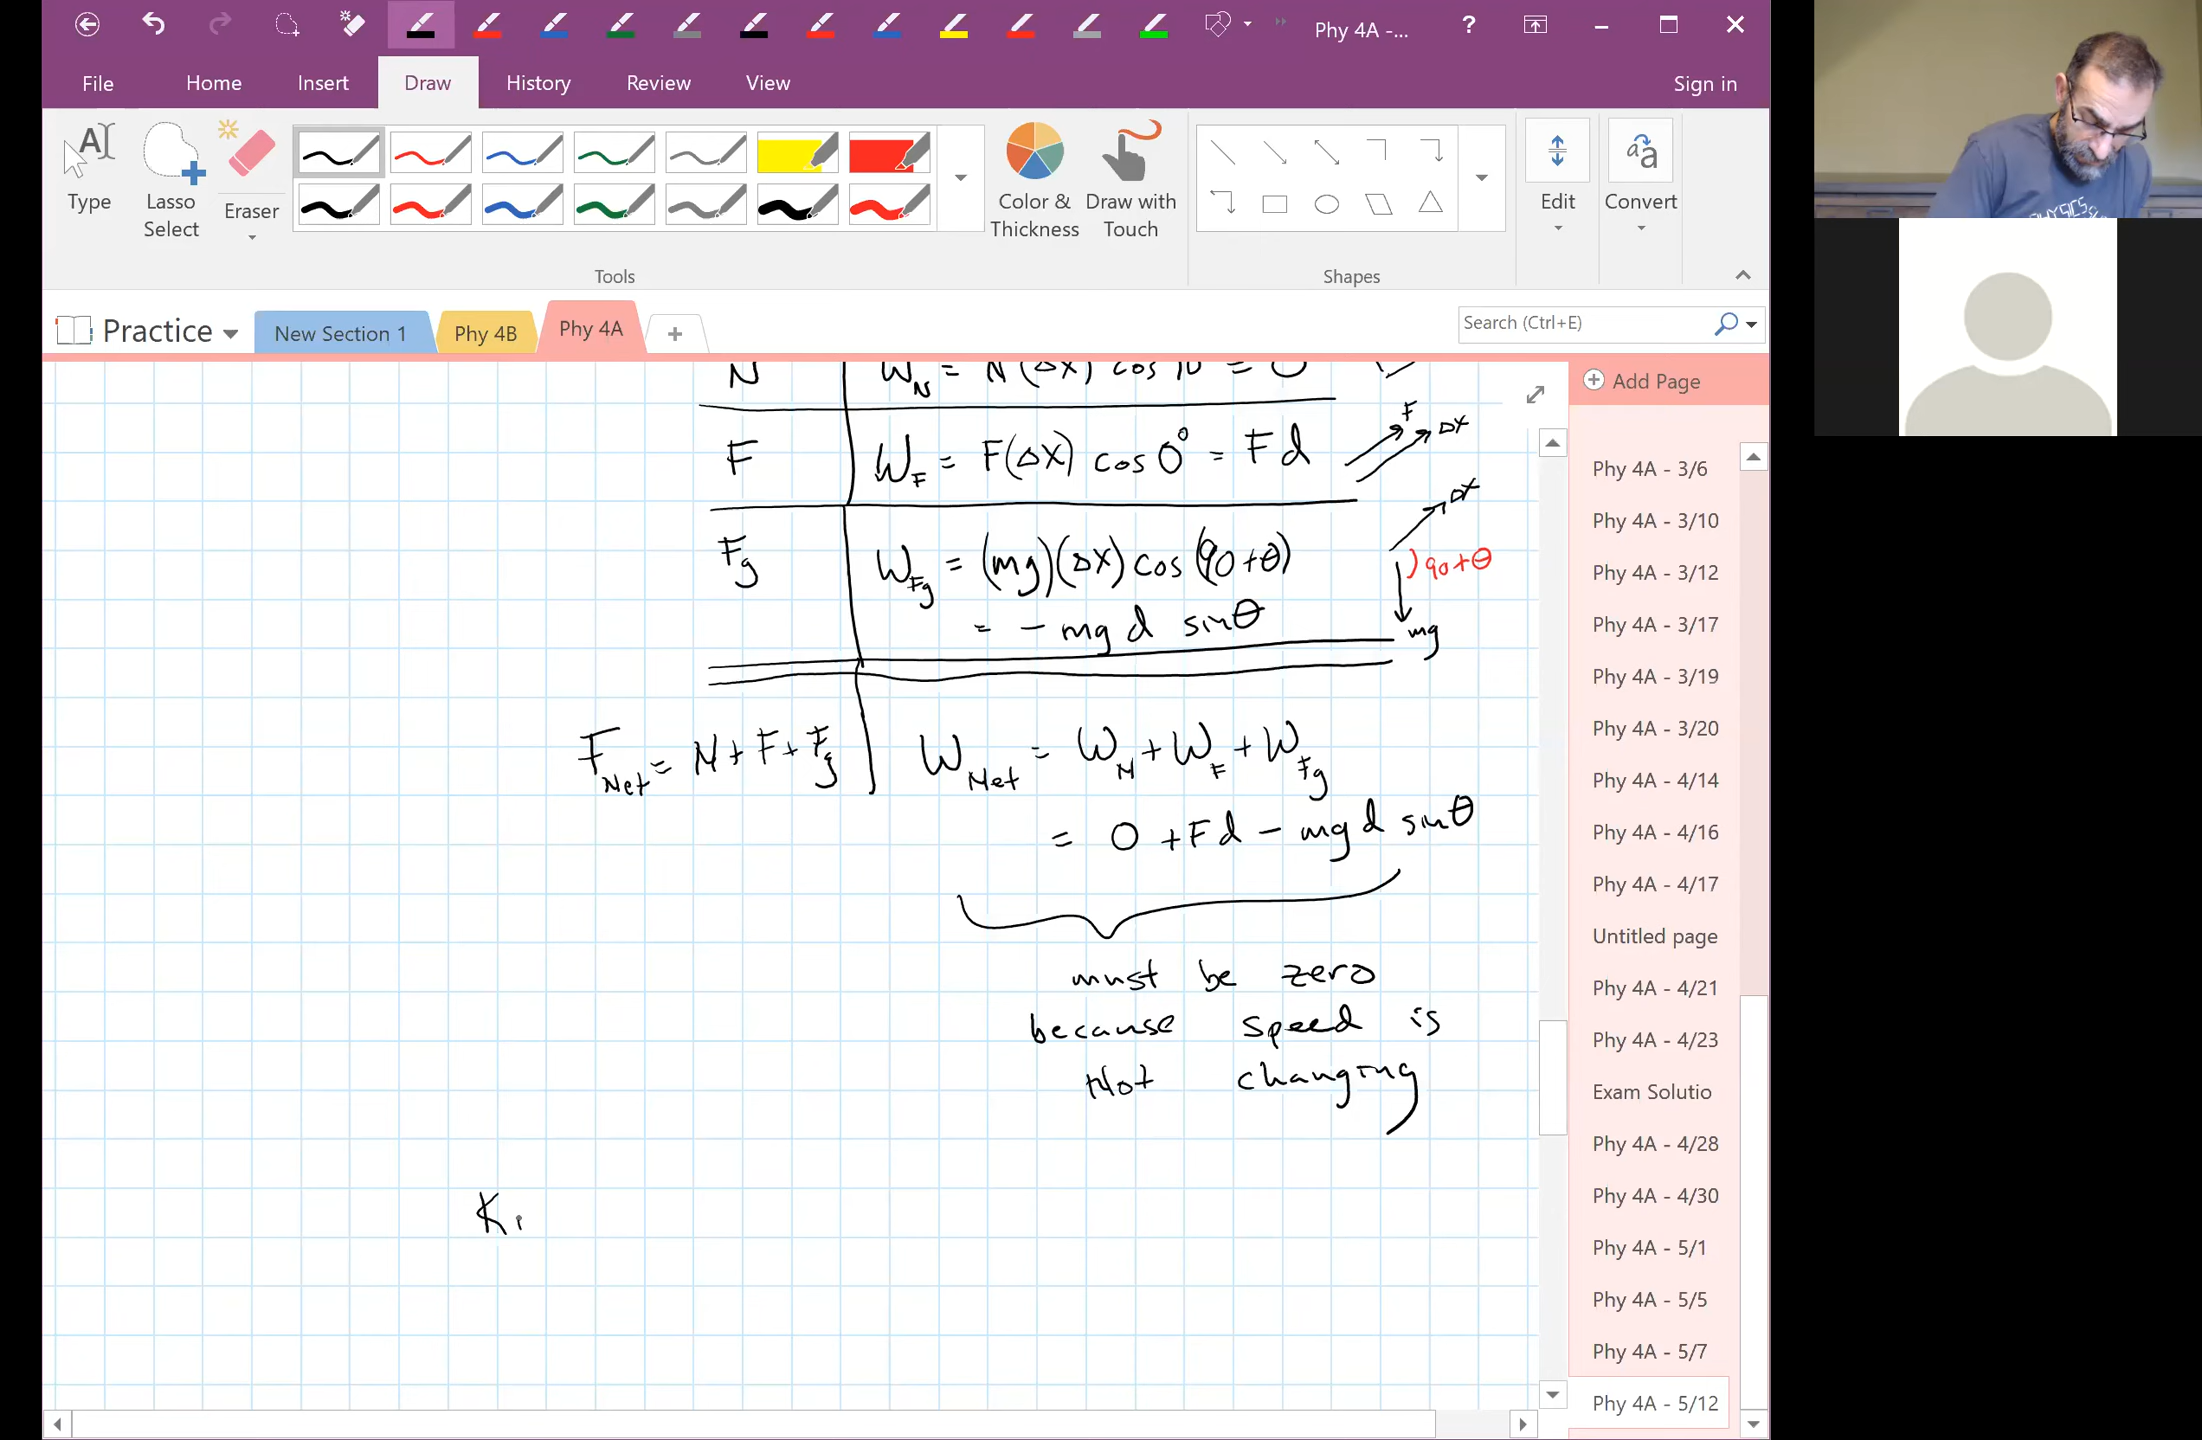 Phy 4A -... ?
File Home Insert Draw History Review View Sign in
Type Lasso Select Eraser Color & Thickness Draw with Touch Edit Convert
Tools Shapes
Practice New Section 1 Phy 4B Phy 4A + Search (Ctrl+E)
Add Page
Phy 4A - 3/6
Phy 4A - 3/10
Phy 4A - 3/12
Phy 4A - 3/17
Phy 4A - 3/19
Phy 4A - 3/20
Phy 4A - 4/14
Phy 4A - 4/16
Phy 4A - 4/17
Untitled page
Phy 4A - 4/21
Phy 4A - 4/23
Exam Solutio
Phy 4A - 4/28
Phy 4A - 4/30
Phy 4A - 5/1
Phy 4A - 5/5
Phy 4A - 5/7
Phy 4A - 5/12
N W_N = N(Δx) cos 90 = 0
F W_F = F(Δx) cos 0° = Fd F Δx
Fg W_Fg = (mg)(Δx) cos (90+θ) Δx 90+θ
= - mg d sinθ mg
F_Net = N + F + Fg W_Net = W_N + W_F + W_Fg
= 0 + Fd - mg d sinθ
must be zero
because speed is
Not changing
K
PHYSICS